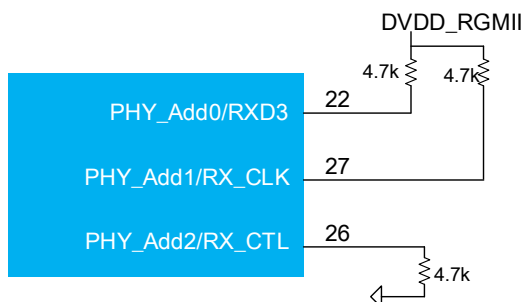 DVDD_RGMII
4.7k 4.7k
PHY_Add0/RXD3 22
PHY_Add1/RX_CLK 27
PHY_Add2/RX_CTL 26
4.7k